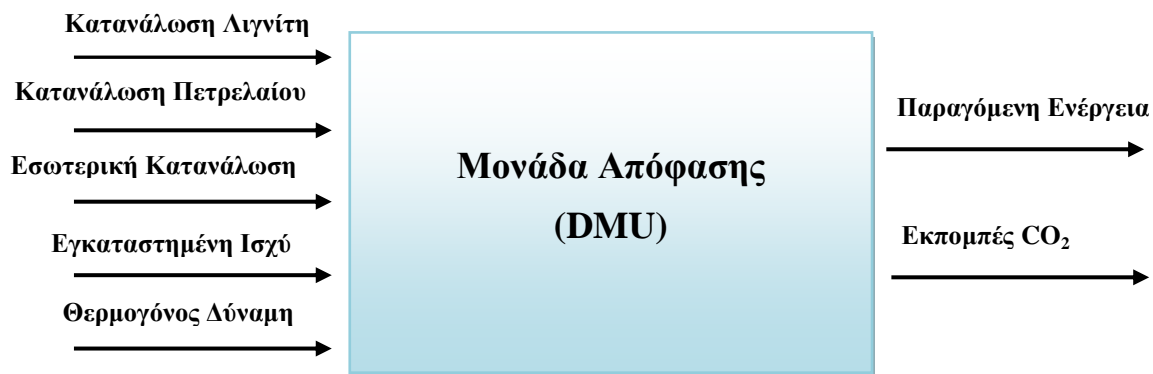 Κατανάλωση Λιγνίτη
Κατανάλωση Πετρελαίου
Εσωτερική Κατανάλωση
Εγκαταστημένη Ισχύ
Θερμογόνος Δύναμη
Μονάδα Απόφασης
(DMU)
Παραγόμενη Ενέργεια
Εκπομπές CO₂